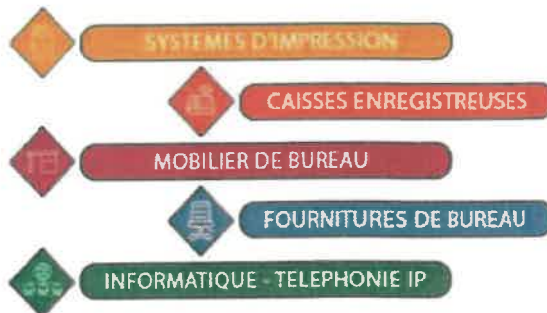 SYSTEMES D'IMPRESSION
CAISSES ENREGISTREUSES
MOBILIER DE BUREAU
FOURNITURES DE BUREAU
INFORMATIQUE - TELEPHONIE IP